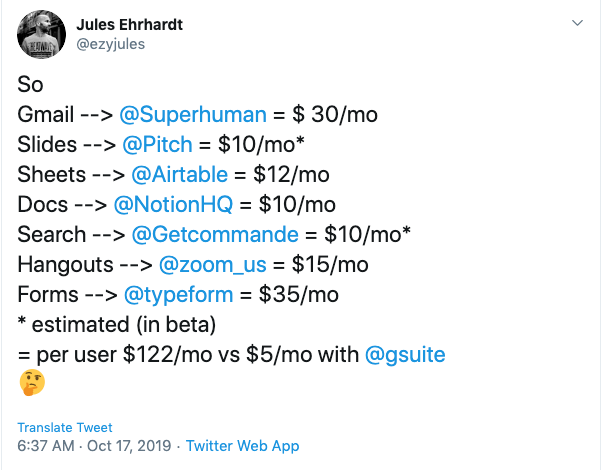 Jules Ehrhardt
@ezyjules
So
Gmail --> @Superhuman = $ 30/mo
Slides --> @Pitch = $10/mo*
Sheets --> @Airtable = $12/mo
Docs --> @NotionHQ = $10/mo
Search --> @Getcommande = $10/mo*
Hangouts --> @zoom_us = $15/mo
Forms --> @typeform = $35/mo
* estimated (in beta)
= per user $122/mo vs $5/mo with @gsuite
🤔
Translate Tweet
6:37 AM · Oct 17, 2019 · Twitter Web App